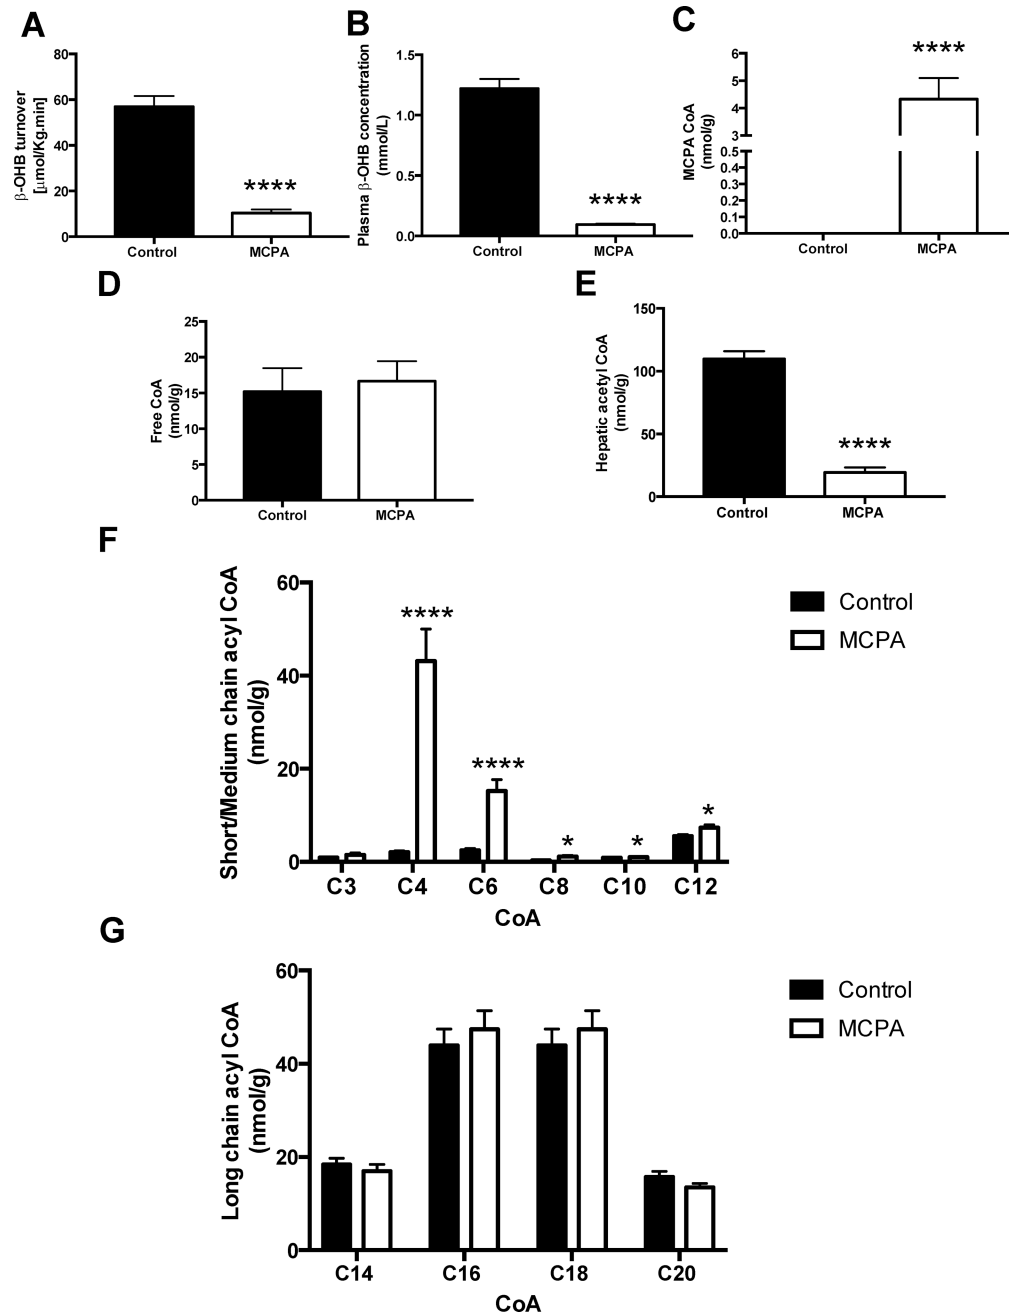 A
β-OHB turnover
[μmol/Kg.min]
80
60
40
20
0
****
Control
MCPA
B
Plasma β-OHB concentration
(mmol/L)
1.5
1.0
0.5
0.0
****
Control
MCPA
C
MCPA CoA
(nmol/g)
6
5
4
3
0.5
0.4
0.3
0.2
0.1
0.0
****
Control
MCPA
D
Free CoA
(nmol/g)
25
20
15
10
5
0
Control
MCPA
E
Hepatic acetyl CoA
(nmol/g)
150
100
50
0
****
Control
MCPA
F
Short/Medium chain acyl CoA
(nmol/g)
60
40
20
0
****
****
*
*
*
C3
C4
C6
C8
C10
C12
CoA
Control
MCPA
G
Long chain acyl CoA
(nmol/g)
60
40
20
0
C14
C16
C18
C20
CoA
Control
MCPA